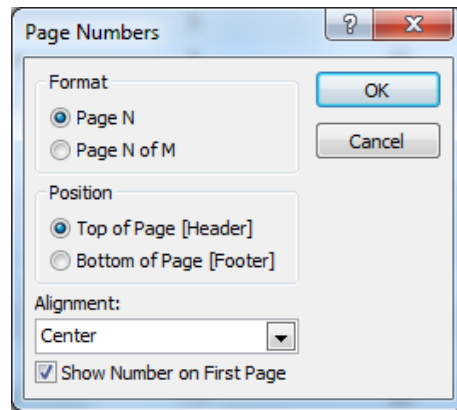 Page Numbers
Format
Page N
Page N of M
OK
Cancel
Position
Top of Page [Header]
Bottom of Page [Footer]
Alignment:
Center
Show Number on First Page